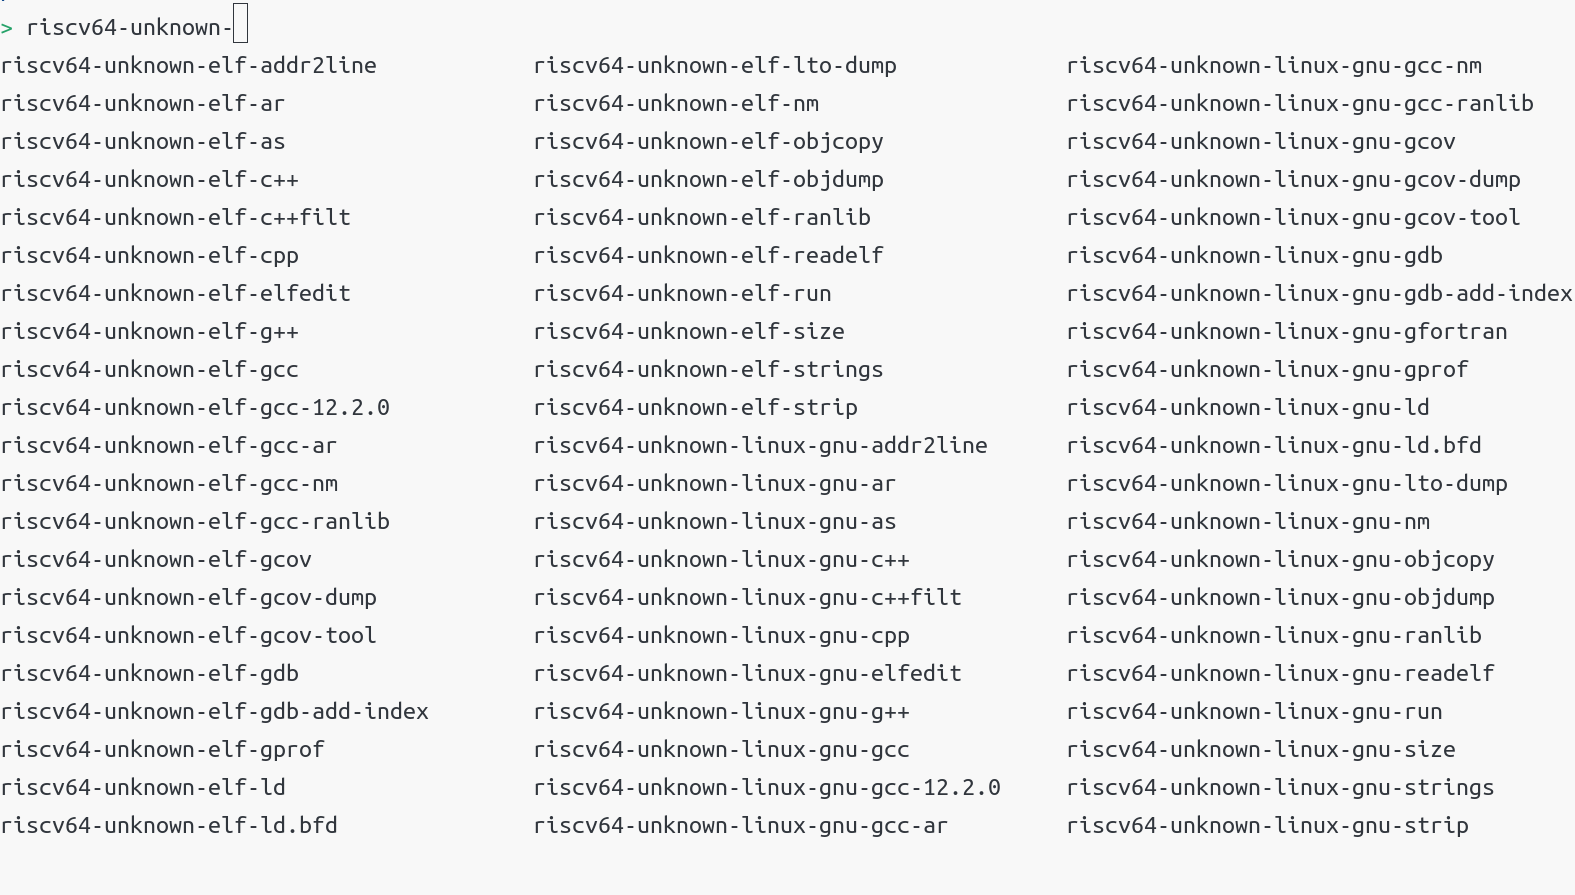 > riscv64-unknown-
riscv64-unknown-elf-addr2line riscv64-unknown-elf-lto-dump riscv64-unknown-linux-gnu-gcc-nm
riscv64-unknown-elf-ar riscv64-unknown-elf-nm riscv64-unknown-linux-gnu-gcc-ranlib
riscv64-unknown-elf-as riscv64-unknown-elf-objcopy riscv64-unknown-linux-gnu-gcov
riscv64-unknown-elf-c++ riscv64-unknown-elf-objdump riscv64-unknown-linux-gnu-gcov-dump
riscv64-unknown-elf-c++filt riscv64-unknown-elf-ranlib riscv64-unknown-linux-gnu-gcov-tool
riscv64-unknown-elf-cpp riscv64-unknown-elf-readelf riscv64-unknown-linux-gnu-gdb
riscv64-unknown-elf-elfedit riscv64-unknown-elf-run riscv64-unknown-linux-gnu-gdb-add-index
riscv64-unknown-elf-g++ riscv64-unknown-elf-size riscv64-unknown-linux-gnu-gfortran
riscv64-unknown-elf-gcc riscv64-unknown-elf-strings riscv64-unknown-linux-gnu-gprof
riscv64-unknown-elf-gcc-12.2.0 riscv64-unknown-elf-strip riscv64-unknown-linux-gnu-ld
riscv64-unknown-elf-gcc-ar riscv64-unknown-linux-gnu-addr2line riscv64-unknown-linux-gnu-ld.bfd
riscv64-unknown-elf-gcc-nm riscv64-unknown-linux-gnu-ar riscv64-unknown-linux-gnu-lto-dump
riscv64-unknown-elf-gcc-ranlib riscv64-unknown-linux-gnu-as riscv64-unknown-linux-gnu-nm
riscv64-unknown-elf-gcov riscv64-unknown-linux-gnu-c++ riscv64-unknown-linux-gnu-objcopy
riscv64-unknown-elf-gcov-dump riscv64-unknown-linux-gnu-c++filt riscv64-unknown-linux-gnu-objdump
riscv64-unknown-elf-gcov-tool riscv64-unknown-linux-gnu-cpp riscv64-unknown-linux-gnu-ranlib
riscv64-unknown-elf-gdb riscv64-unknown-linux-gnu-elfedit riscv64-unknown-linux-gnu-readelf
riscv64-unknown-elf-gdb-add-index riscv64-unknown-linux-gnu-g++ riscv64-unknown-linux-gnu-run
riscv64-unknown-elf-gprof riscv64-unknown-linux-gnu-gcc riscv64-unknown-linux-gnu-size
riscv64-unknown-elf-ld riscv64-unknown-linux-gnu-gcc-12.2.0 riscv64-unknown-linux-gnu-strings
riscv64-unknown-elf-ld.bfd riscv64-unknown-linux-gnu-gcc-ar riscv64-unknown-linux-gnu-strip